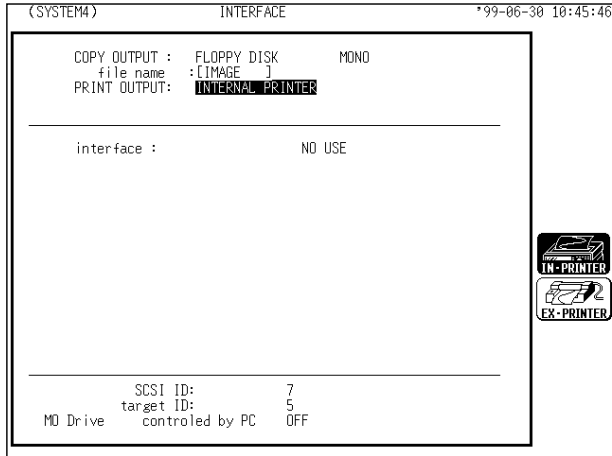 (SYSTEM4) INTERFACE '99-06-30 10:45:46
COPY OUTPUT : FLOPPY DISK MONO
file name :[IMAGE ]
PRINT OUTPUT: INTERNAL PRINTER
interface : NO USE
IN-PRINTER
EX-PRINTER
SCSI ID: 7
target ID: 5
MO Drive controled by PC OFF